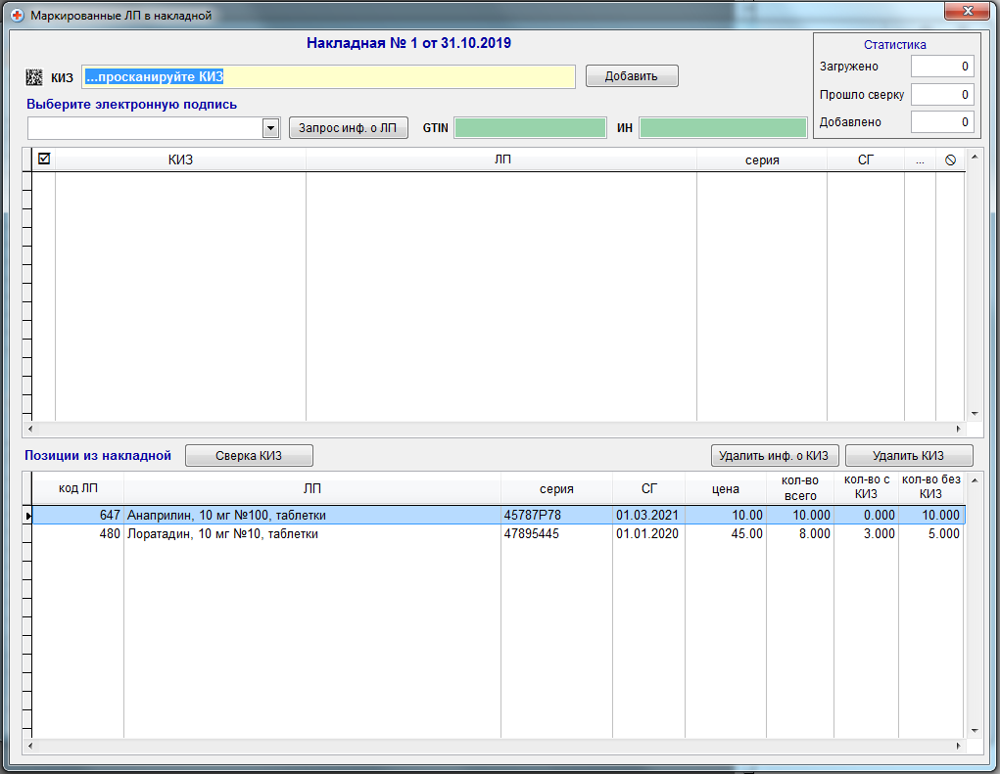 Маркированные ЛП в накладной
Накладная № 1 от 31.10.2019
КИЗ ...просканируйте КИЗ Добавить
Статистика
Загружено 0
Прошло сверку 0
Добавлено 0
Выберите электронную подпись
Запрос инф. о ЛП GTIN ИН
КИЗ ЛП серия СГ ...
Позиции из накладной Сверка КИЗ Удалить инф. о КИЗ Удалить КИЗ
код ЛП ЛП серия СГ цена кол-во всего кол-во с КИЗ кол-во без КИЗ
647 Анаприлин, 10 мг №100, таблетки 45787Р78 01.03.2021 10.00 10.000 0.000 10.000
480 Лоратадин, 10 мг №10, таблетки 47895445 01.01.2020 45.00 8.000 3.000 5.000